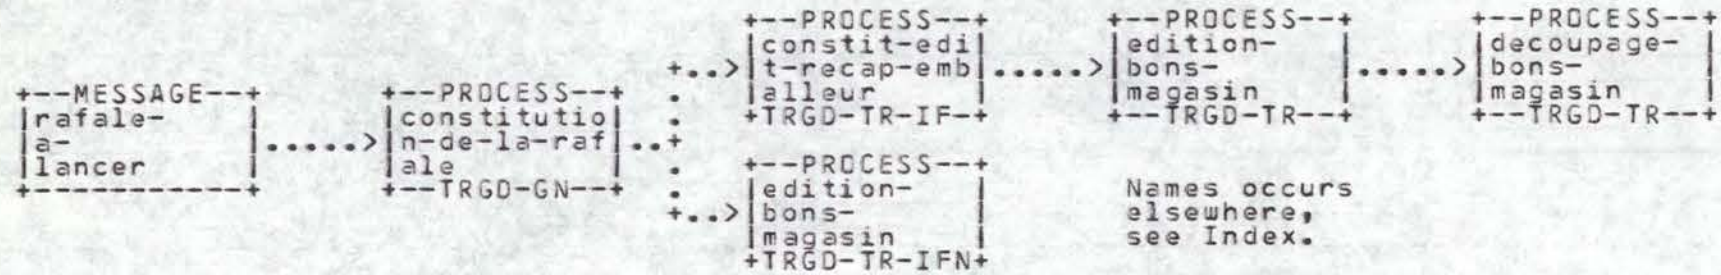 +--MESSAGE--+
|rafale-
|a-
|lancer
+-----------+
.....>
+--PROCESS--+
|constitutio|
|n-de-la-raf|
|ale
+--TRGD-GN--+
+..>
+--PROCESS--+
|constit-edi|
|t-recap-emb|
|alleur
+TRGD-TR-IF-+
.....>
+--PROCESS--+
|edition-
|bons-
|magasin
+--TRGD-TR--+
.....>
+--PROCESS--+
|decoupage-
|bons-
|magasin
+--TRGD-TR--+
+..>
+--PROCESS--+
|edition-
|bons-
|magasin
+TRGD-TR-IFN+
Names occurs
elsewhere,
see Index.